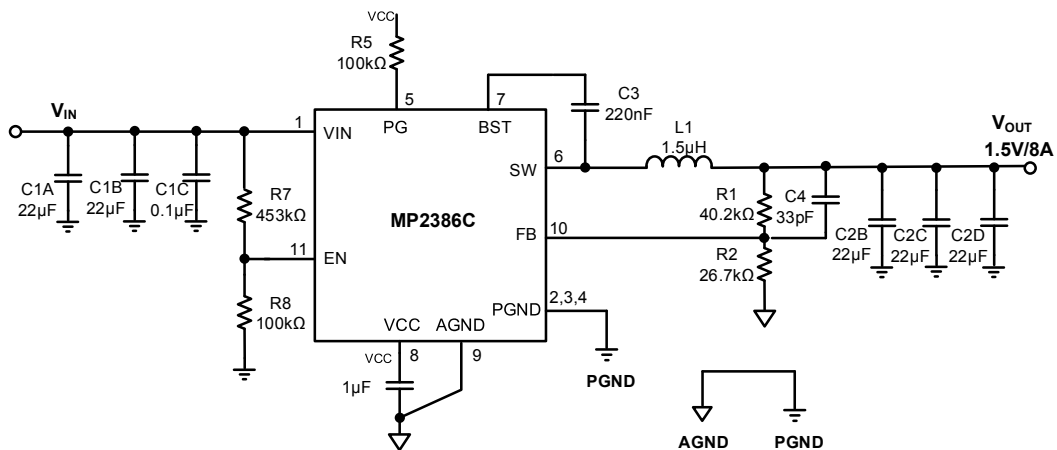 VCC
R5
100kΩ
5
7
C3
220nF
VIN
1
VIN
PG
BST
L1
1.5µH
VOUT
1.5V/8A
6
SW
C1A
22µF
C1B
22µF
C1C
0.1µF
R7
453kΩ
MP2386C
R1
40.2kΩ
C4
33pF
10
FB
C2B
22µF
C2C
22µF
C2D
22µF
11
EN
R2
26.7kΩ
R8
100kΩ
2,3,4
PGND
VCC
AGND
VCC
8
9
1µF
PGND
AGND
PGND